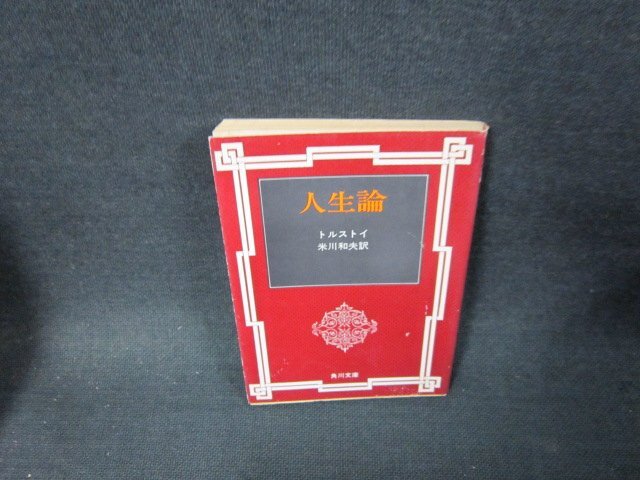 人生論
トルストイ
米川和夫訳
角川文庫